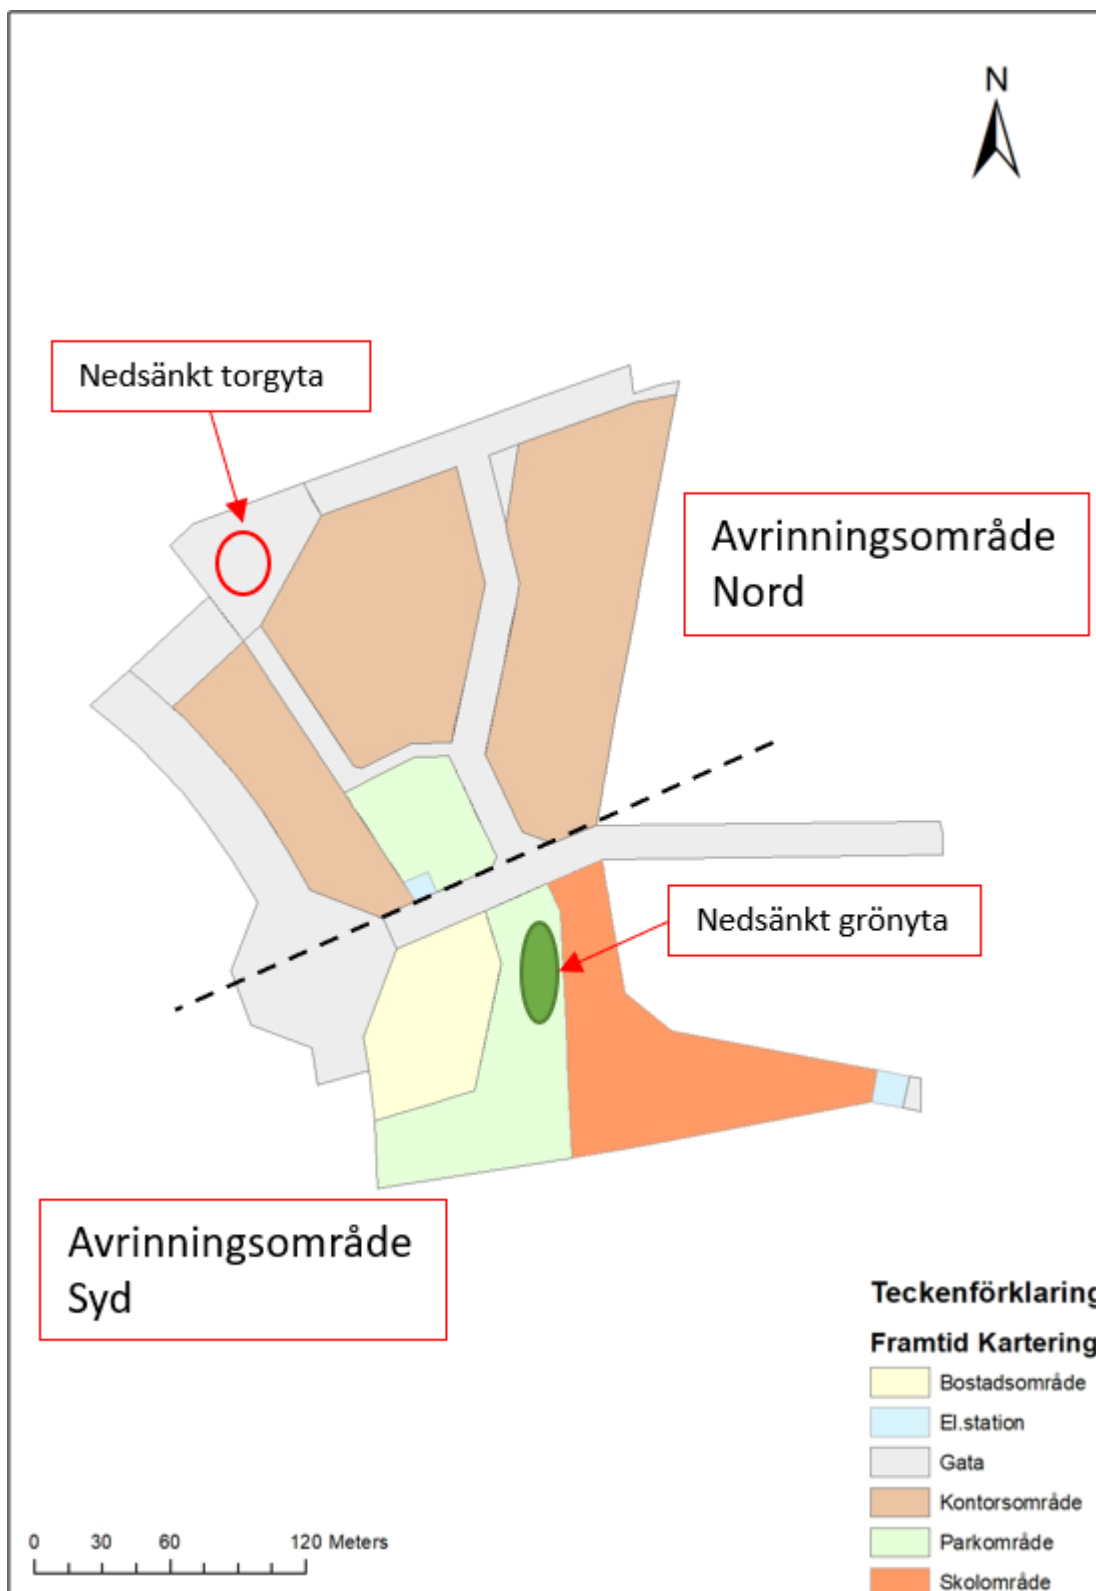 N
Nedsänkt torgyta
Avrinningsområde
Nord
Nedsänkt grönyta
Avrinningsområde
Syd
Teckenförklaring
Framtid Kartering
Bostadsområde
El.station
Gata
Kontorsområde
Parkområde
Skolområde
0 30 60 120 Meters